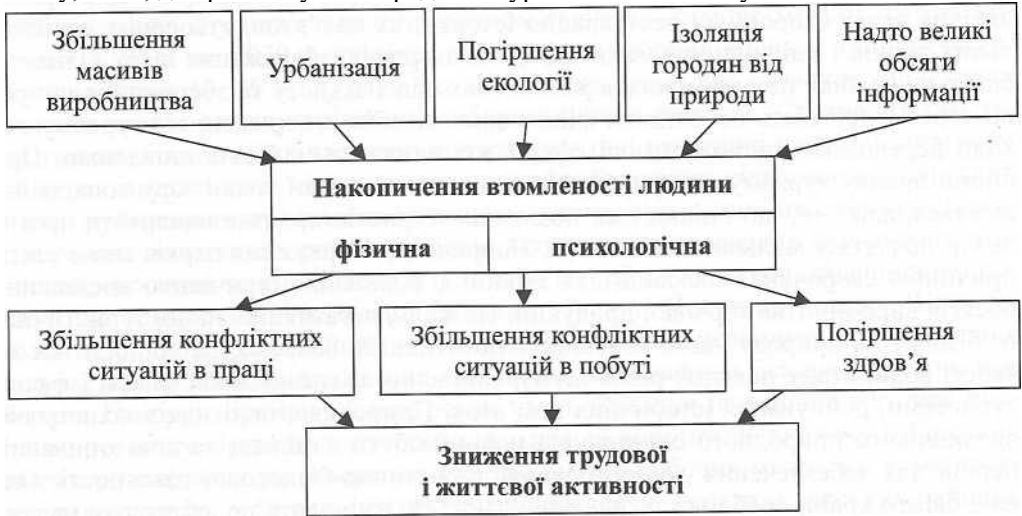 Збільшення
масивів
виробництва
Урбанізація
Погіршення
екології
Ізоляція
городян від
природи
Надто великі
обсяги
інформації
Накопичення втомленості людини
фізична
психологічна
Збільшення конфліктних
ситуацій в праці
Збільшення конфліктних
ситуацій в побуті
Погіршення
здоров’я
Зниження трудової
і життєвої активності